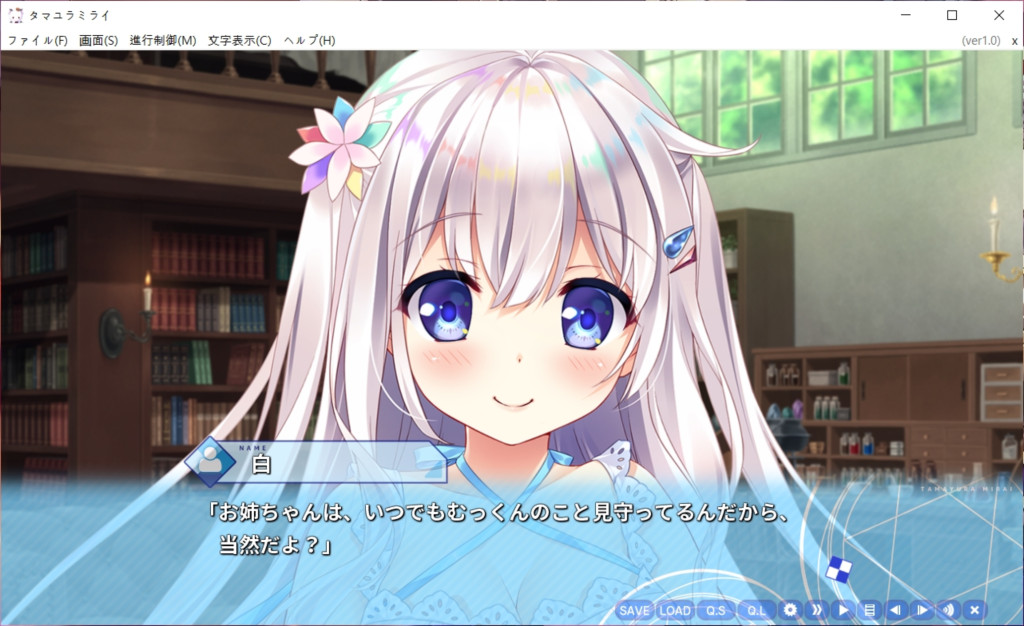 タマユラミライ
ファイル(F) 画面(S) 進行制御(M) 文字表示(C) ヘルプ(H) (ver1.0) x
NAME
白
TAMAYURA MIRAI
「お姉ちゃんは、いつでもむっくんのこと見守ってるんだから、
当然だよ？」
SAVE LOAD Q.S Q.L